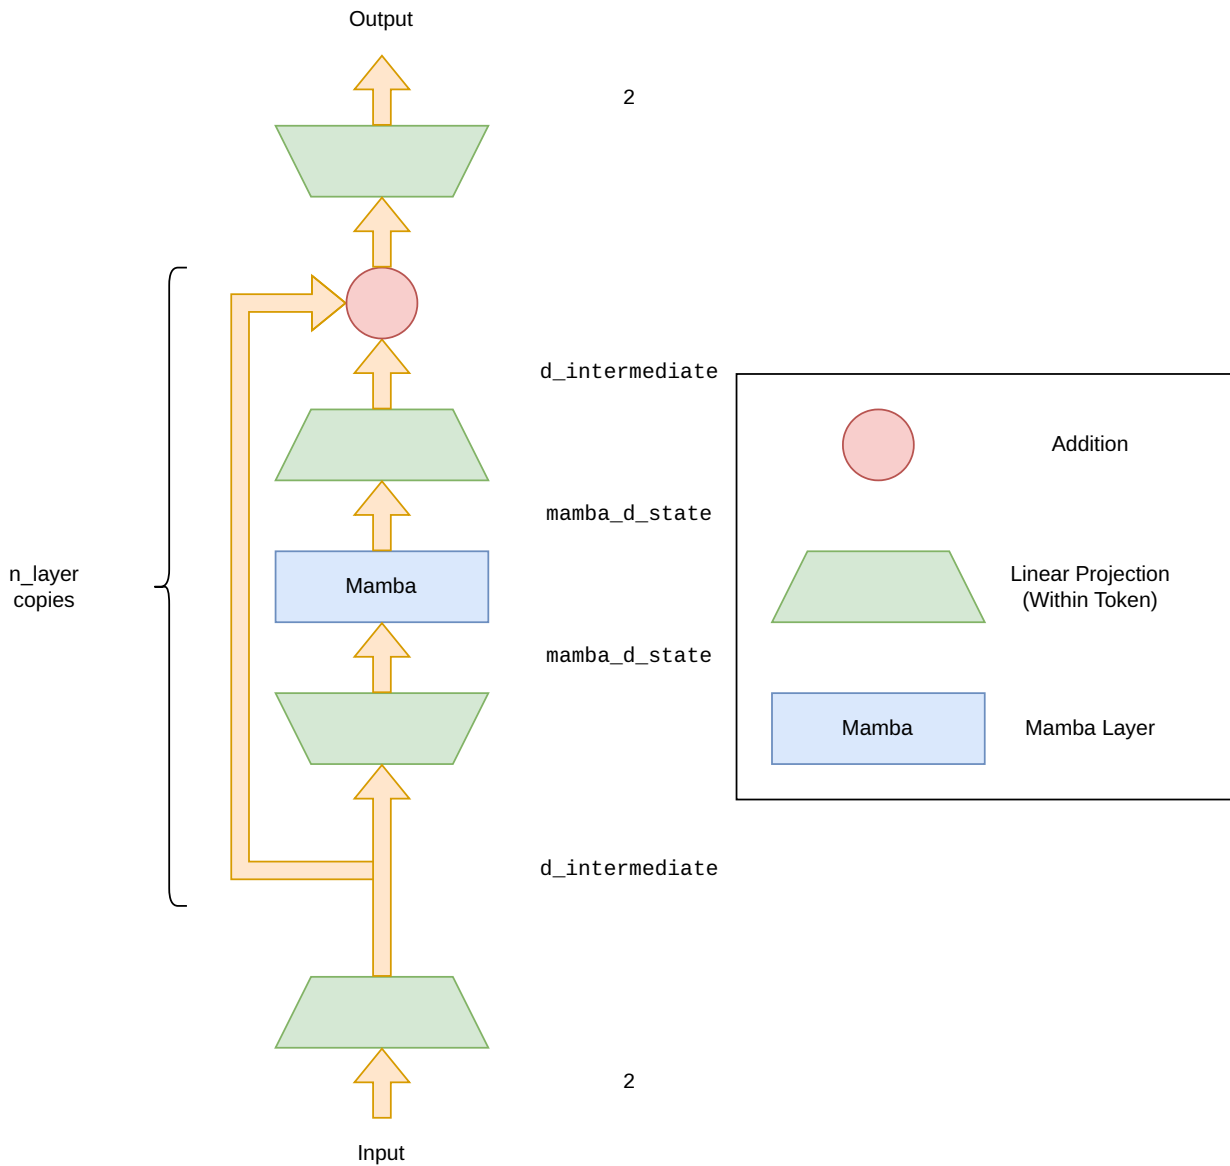 Output
2
d_intermediate
Addition
mamba_d_state
n_layer
copies
Mamba
Linear Projection
(Within Token)
mamba_d_state
Mamba
Mamba Layer
d_intermediate
2
Input